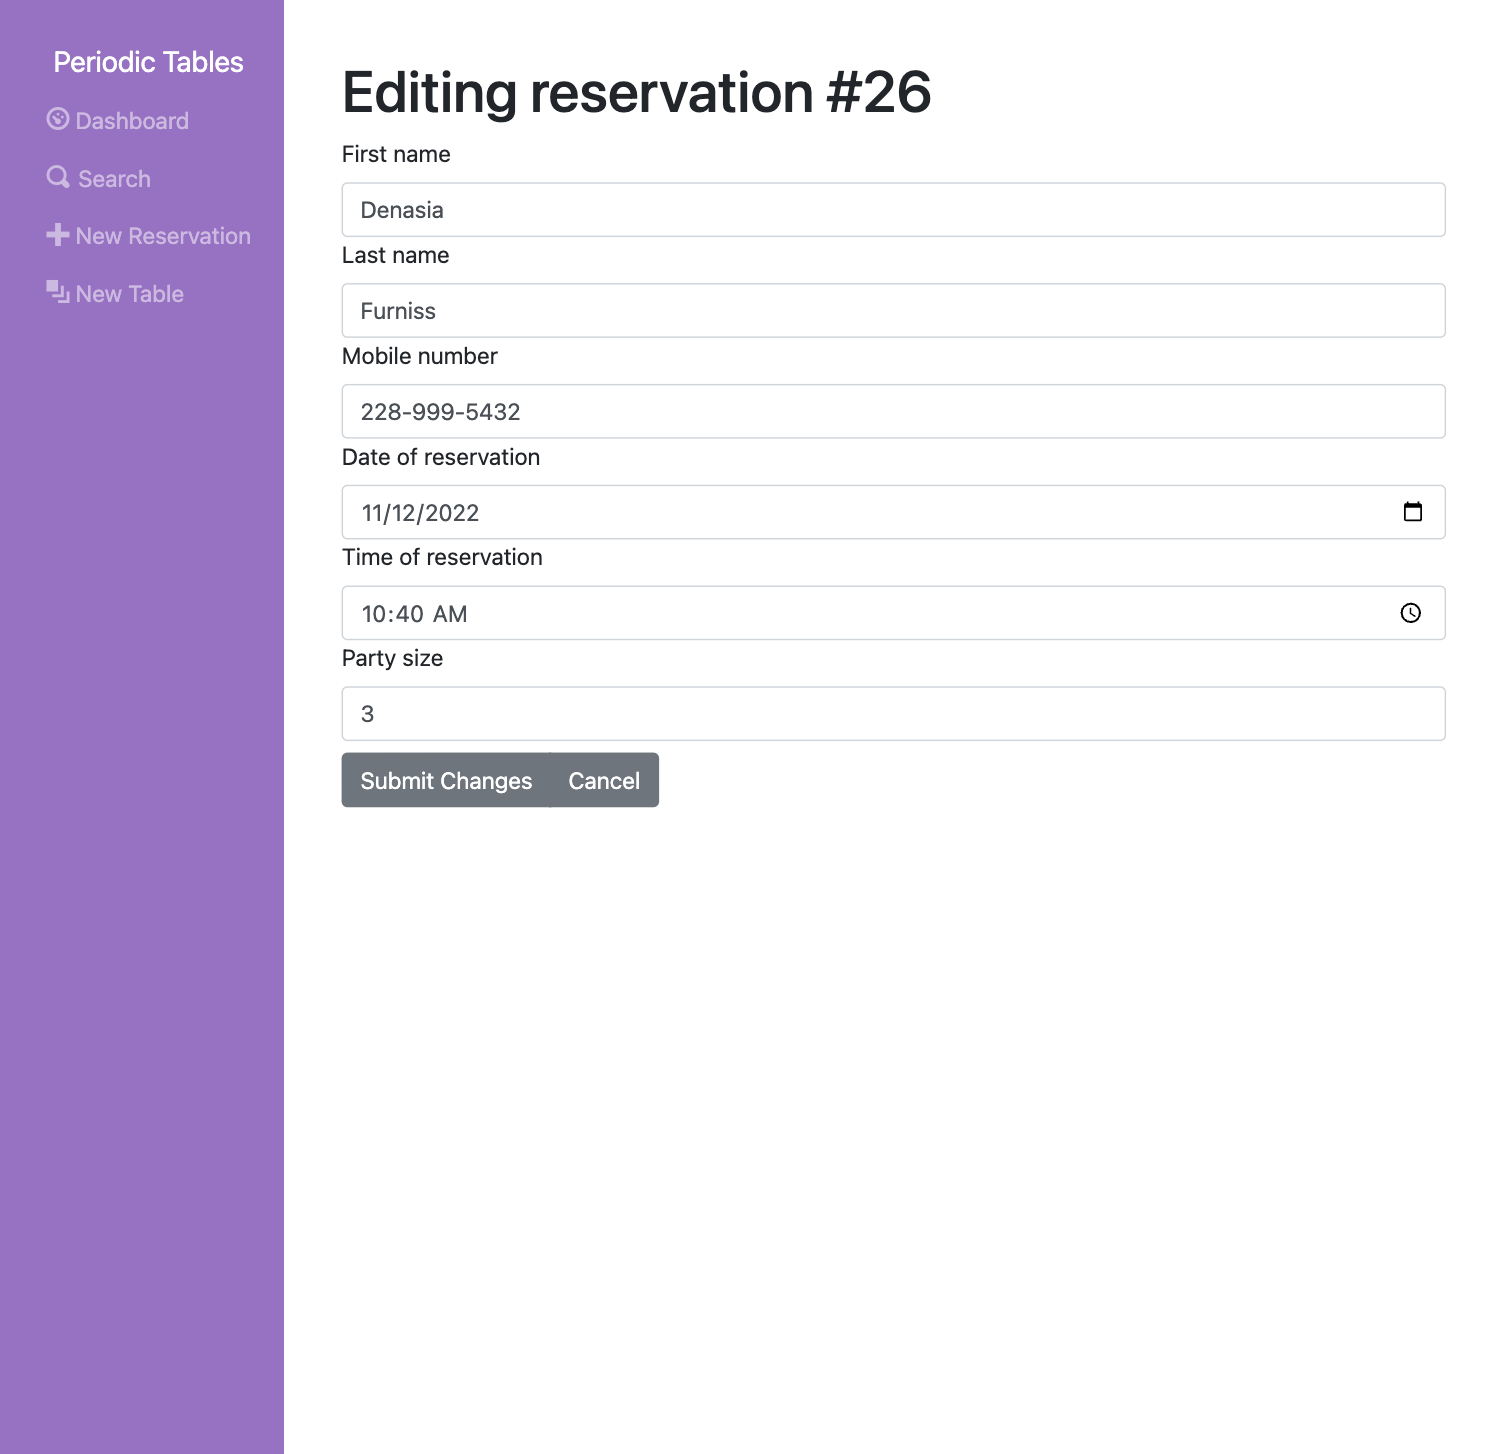 Periodic Tables
Dashboard
Search
New Reservation
New Table
Editing reservation #26
First name
Denasia
Last name
Furniss
Mobile number
228-999-5432
Date of reservation
11/12/2022
Time of reservation
10:40 AM
Party size
3
Submit Changes Cancel